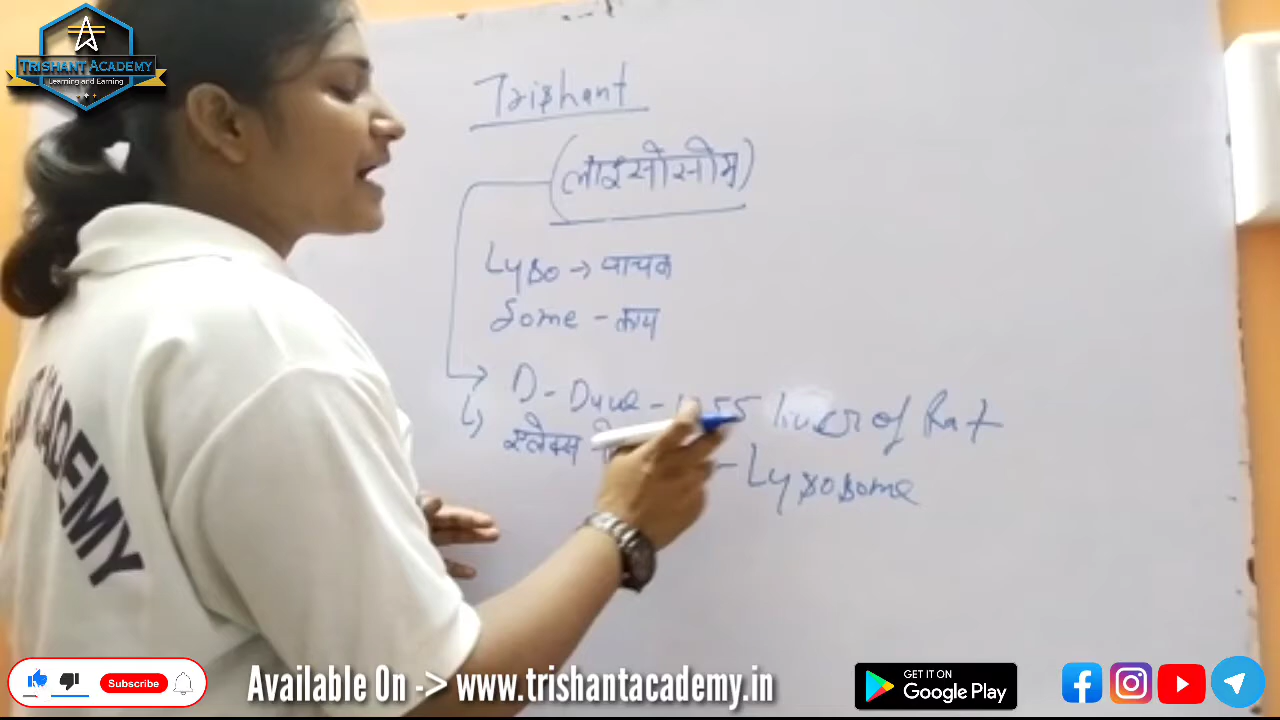 TRISHANT ACADEMY
Learning and Earning
Trishant
(लाइसोसोम)
Lyso → पाचक
Some - काय
D - Duve - 1955 liver of Rat
एलेक्स - Lysosome
ACADEMY
Subscribe
Available On -> www.trishantacademy.in
GET IT ON
Google Play